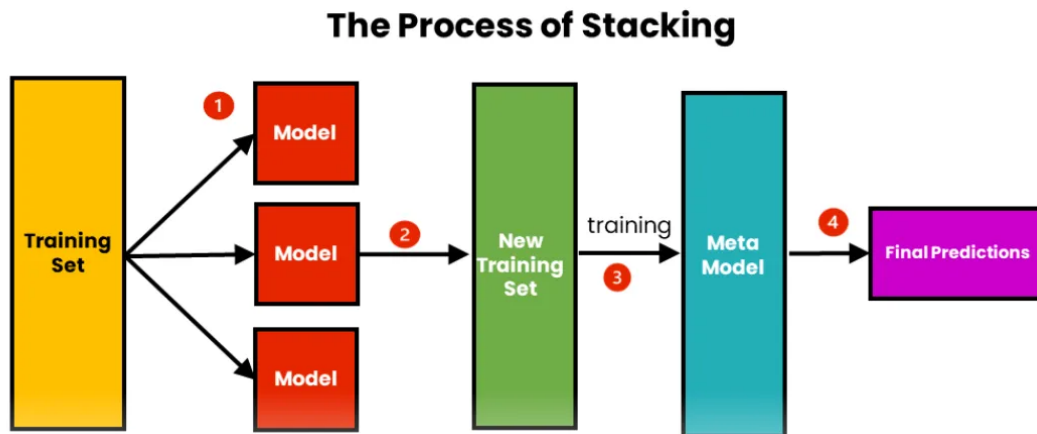 The Process of Stacking
1
Model
Training
Set
Model
2
New
Training
Set
training
3
Meta
Model
4
Final Predictions
Model